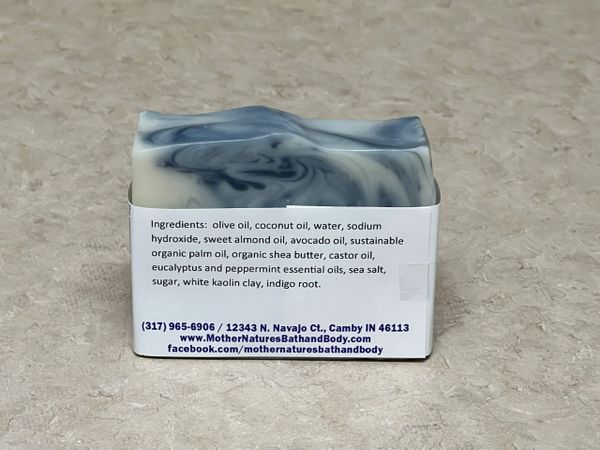 Ingredients: olive oil, coconut oil, water, sodium
hydroxide, sweet almond oil, avocado oil, sustainable
organic palm oil, organic shea butter, castor oil,
eucalyptus and peppermint essential oils, sea salt,
sugar, white kaolin clay, indigo root.
(317) 965-6906 / 12343 N. Navajo Ct., Camby IN 46113
www.MotherNaturesBathandBody.com
facebook.com/mothernaturesbathandbody